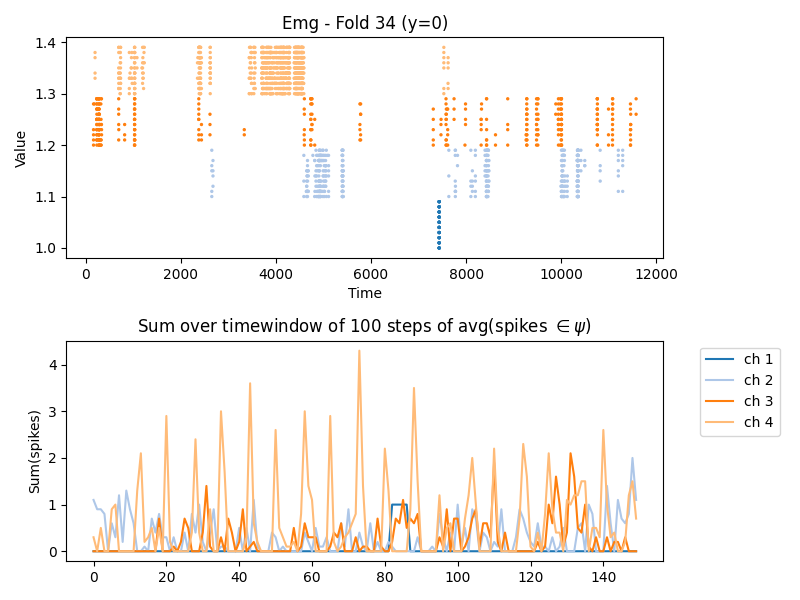 Emg - Fold 34 (y=0)
1.4
1.3
1.2
1.1
1.0
Value
0
2000
4000
6000
8000
10000
12000
Time
Sum over timewindow of 100 steps of avg(spikes ∈ ψ)
4
3
2
1
0
Sum(spikes)
0
20
40
60
80
100
120
140
ch 1
ch 2
ch 3
ch 4